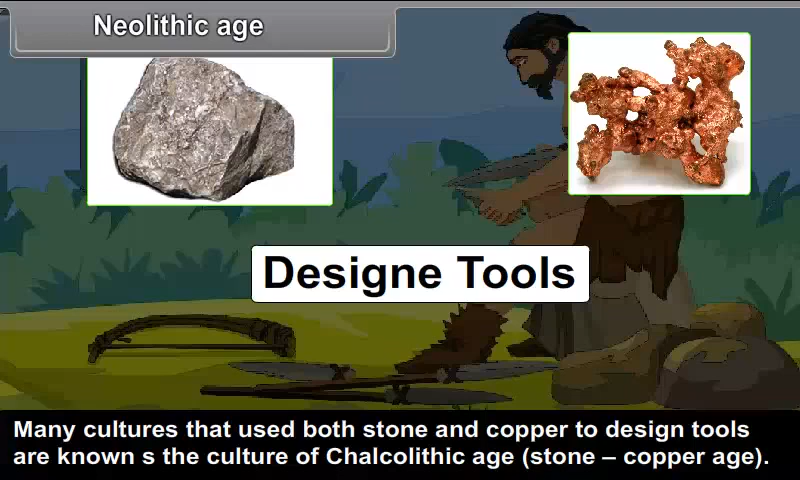 Neolithic age
Designe Tools
Many cultures that used both stone and copper to design tools
are known s the culture of Chalcolithic age (stone – copper age).